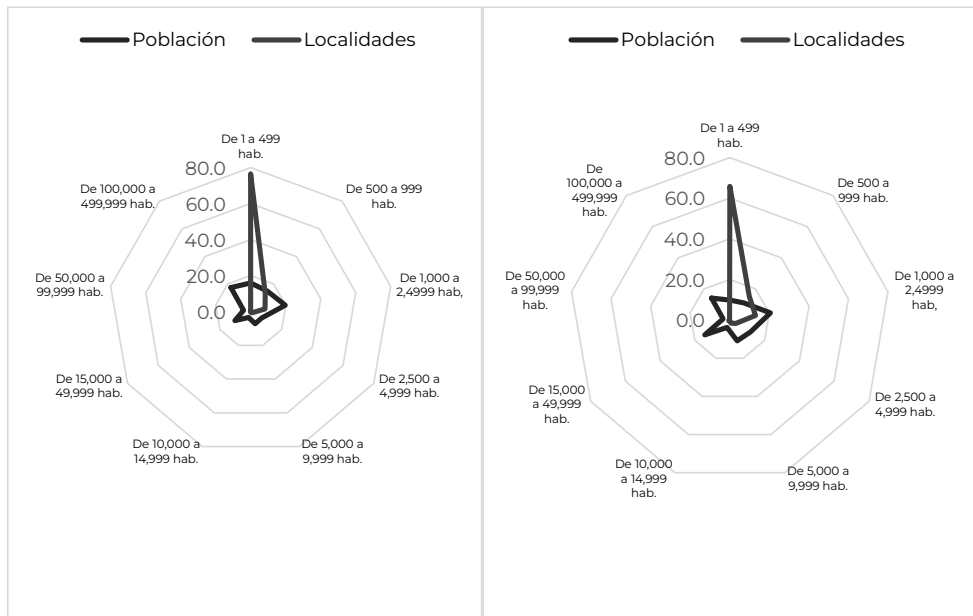 Población Localidades
De 1 a 499
hab.
80.0
60.0
40.0
20.0
0.0
De 500 a 999
hab.
De 1,000 a
2,4999 hab,
De 2,500 a
4,999 hab.
De 5,000 a
9,999 hab.
De 10,000 a
14,999 hab.
De 15,000 a
49,999 hab.
De 50,000 a
99,999 hab.
De 100,000 a
499,999 hab.
Población Localidades
De 1 a 499
hab.
80.0
60.0
40.0
20.0
0.0
De 500 a
999 hab.
De 1,000 a
2,4999
hab,
De 2,500 a
4,999 hab.
De 5,000 a
9,999 hab.
De 10,000
a 14,999
hab.
De 15,000
a 49,999
hab.
De 50,000
a 99,999
hab.
De
100,000 a
499,999
hab.